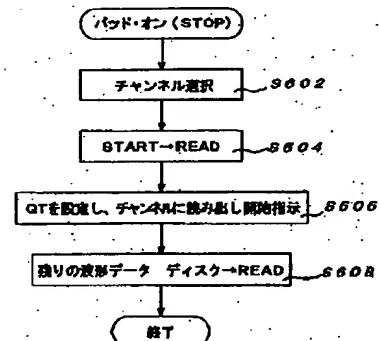 パッド・オン(STOP)
チャンネル選択
S602
START→READ
S604
QTを設定し、チャンネルに読み出し開始指示
S606
残りの波形データ ディスク→READ
S608
終了